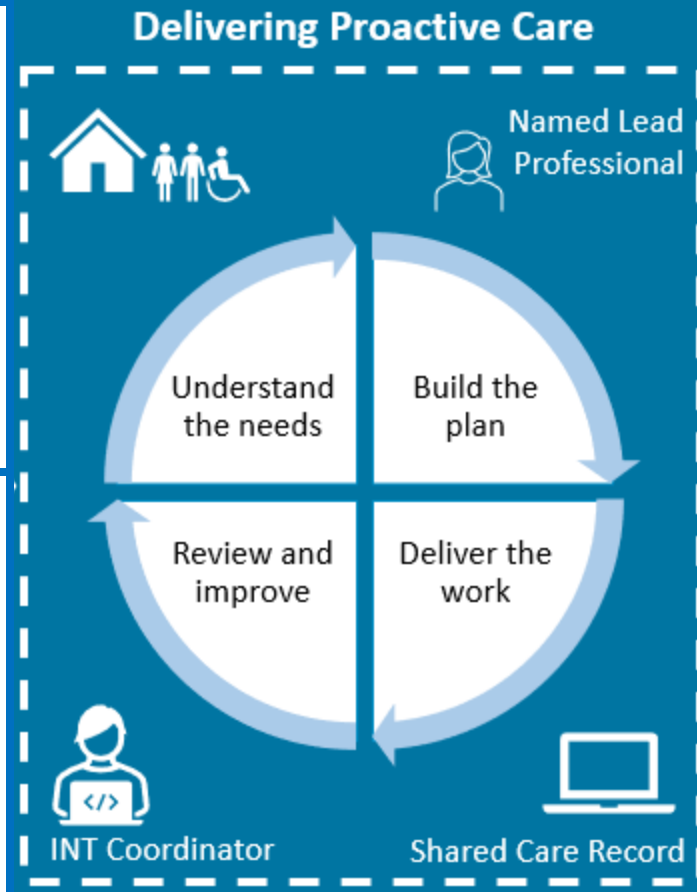 Delivering Proactive Care
Named Lead
Professional
Understand
the needs
Build the
plan
Review and
improve
Deliver the
work
</>
INT Coordinator
Shared Care Record